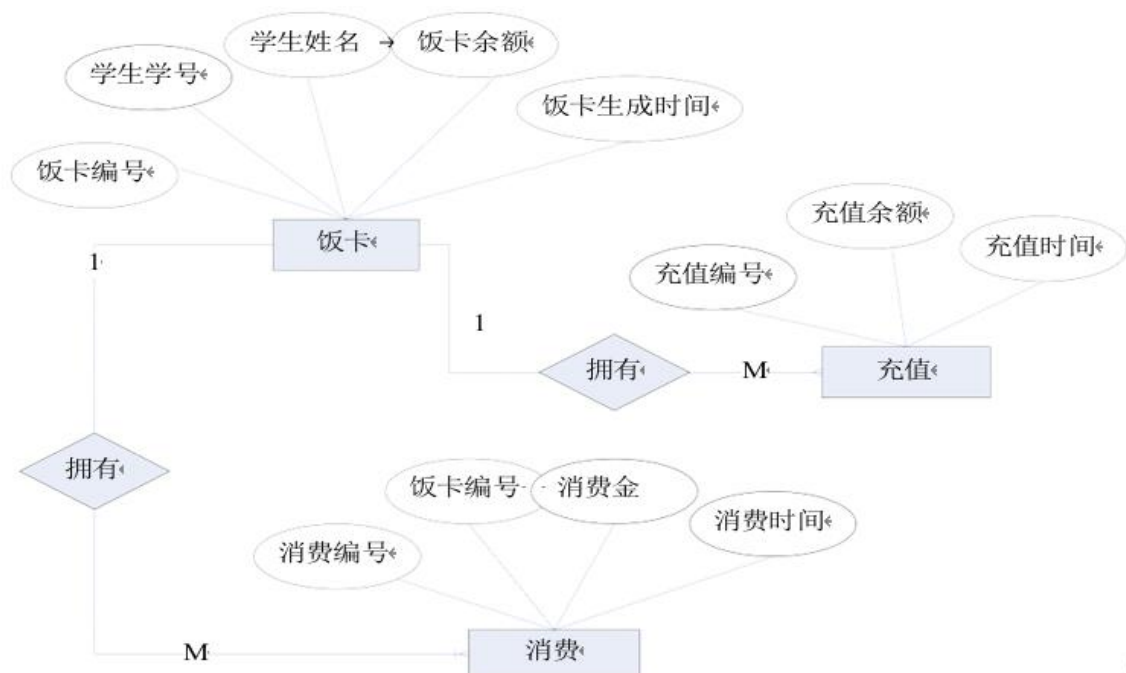 学生姓名
饭卡余额
学生学号
饭卡生成时间
饭卡编号
饭卡
充值余额
充值时间
充值编号
1
1
拥有
M
充值
拥有
饭卡编号
消费金
消费时间
消费编号
M
消费